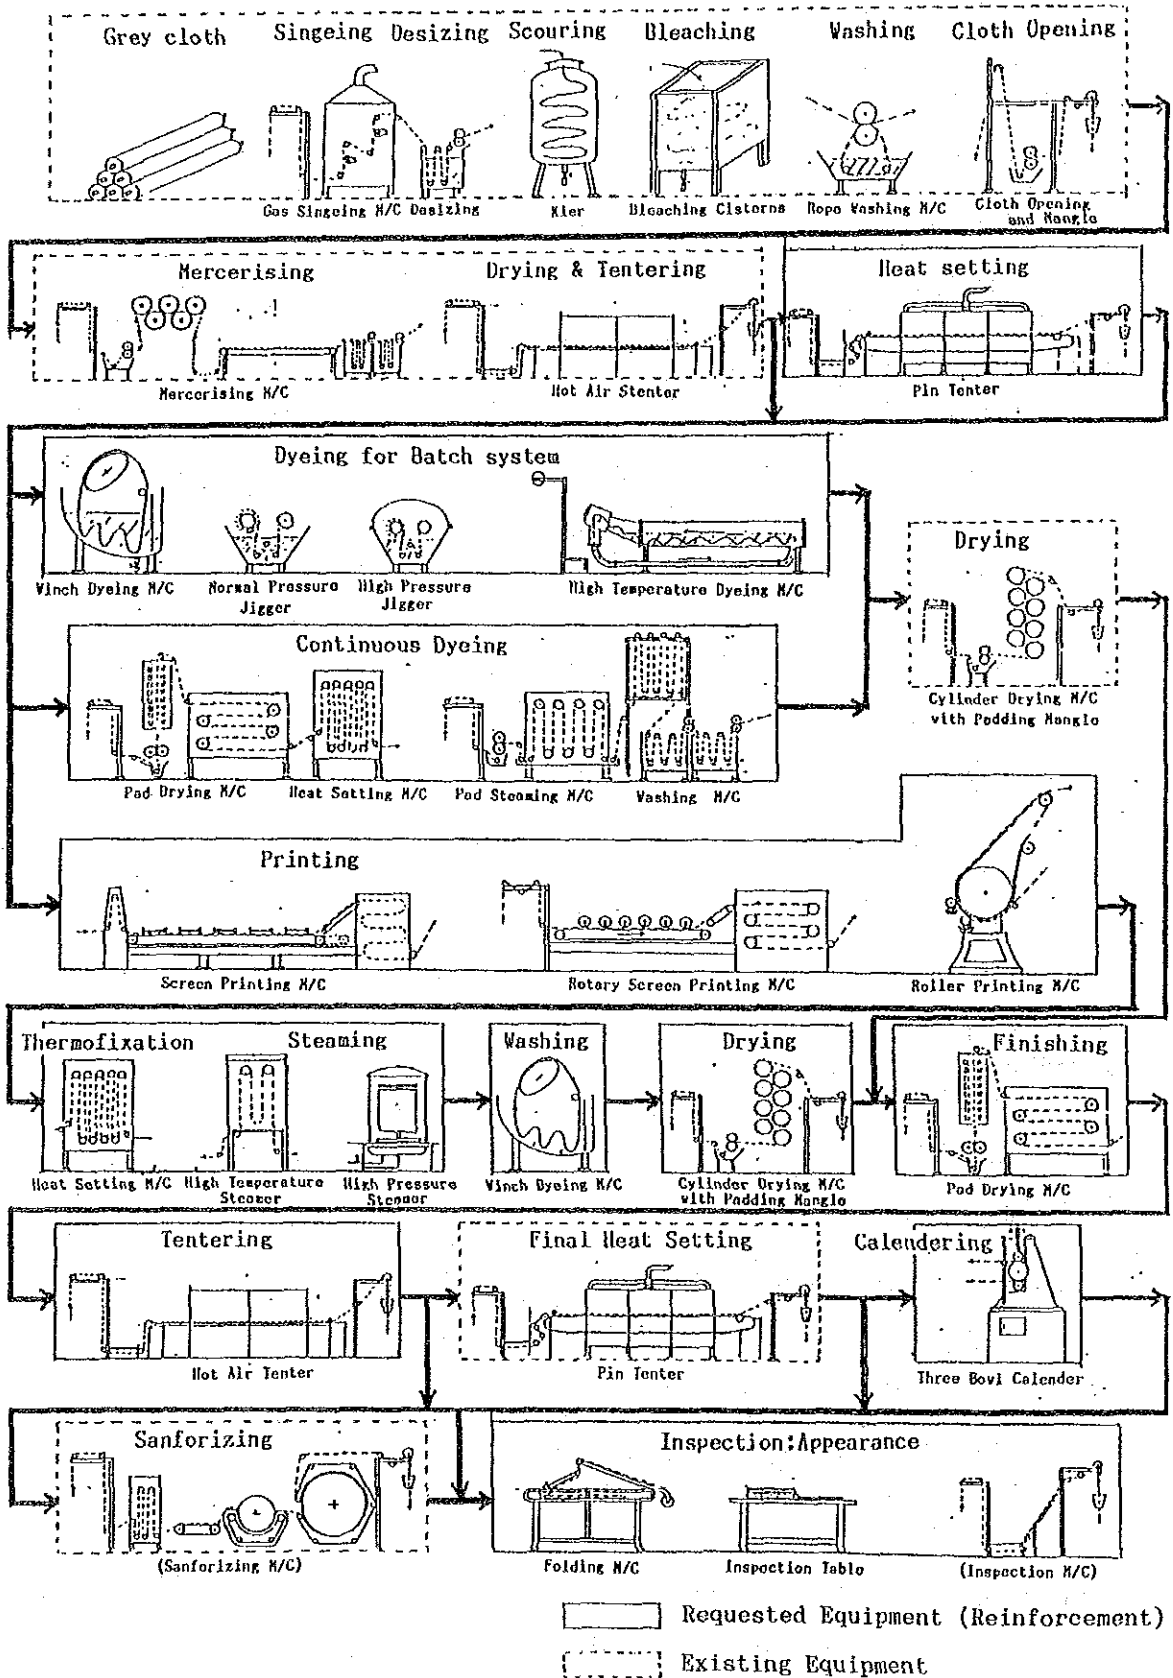 Grey cloth Singeing Desizing Scouring Bleaching Washing Cloth Opening
Gas Singeing M/C Desizing Kier Bleaching Cisterns Rope Washing M/C Cloth Opening
and Mangle
Mercerising Drying & Tentering Heat setting
Mercerising M/C Hot Air Stenter Pin Tenter
Dyeing for Batch system
Winch Dyeing M/C Normal Pressure High Pressure High Temperature Dyeing M/C
Jigger Jigger
Drying
Cylinder Drying M/C
with Padding Mangle
Continuous Dyeing
Pad Drying M/C Heat Setting M/C Pad Steaming M/C Washing M/C
Printing
Screen Printing M/C Rotary Screen Printing M/C Roller Printing M/C
Thermofixation Steaming Washing Drying Finishing
Heat Setting M/C High Temperature High Pressure Winch Dyeing M/C Cylinder Drying M/C Pad Drying M/C
Steamer Steamer with Padding Mangle
Tentering Final Heat Setting Calendering
Hot Air Tenter Pin Tenter Three Bowl Calender
Sanforizing Inspection:Appearance
(Sanforizing M/C) Folding M/C Inspection Table (Inspection M/C)
Requested Equipment (Reinforcement)
Existing Equipment